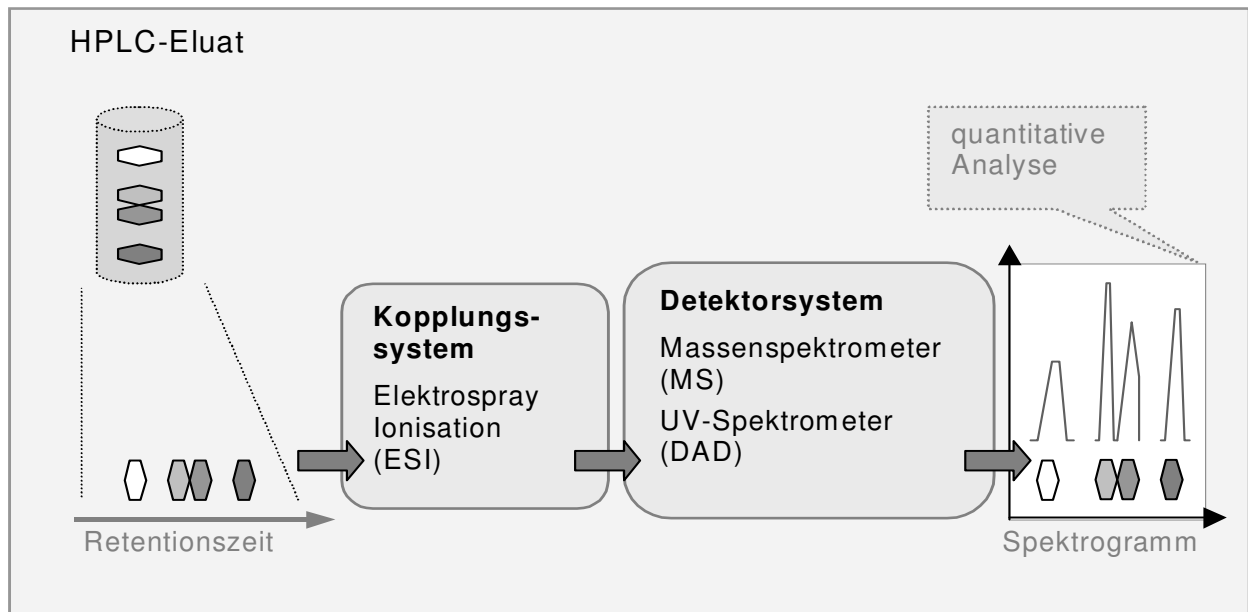 HPLC-Eluat
quantitative
Analyse
Kopplungs-
system
Elektrospray
Ionisation
(ESI)
Detektorsystem
Massenspektrometer
(MS)
UV-Spektrometer
(DAD)
Retentionszeit
Spektrogramm